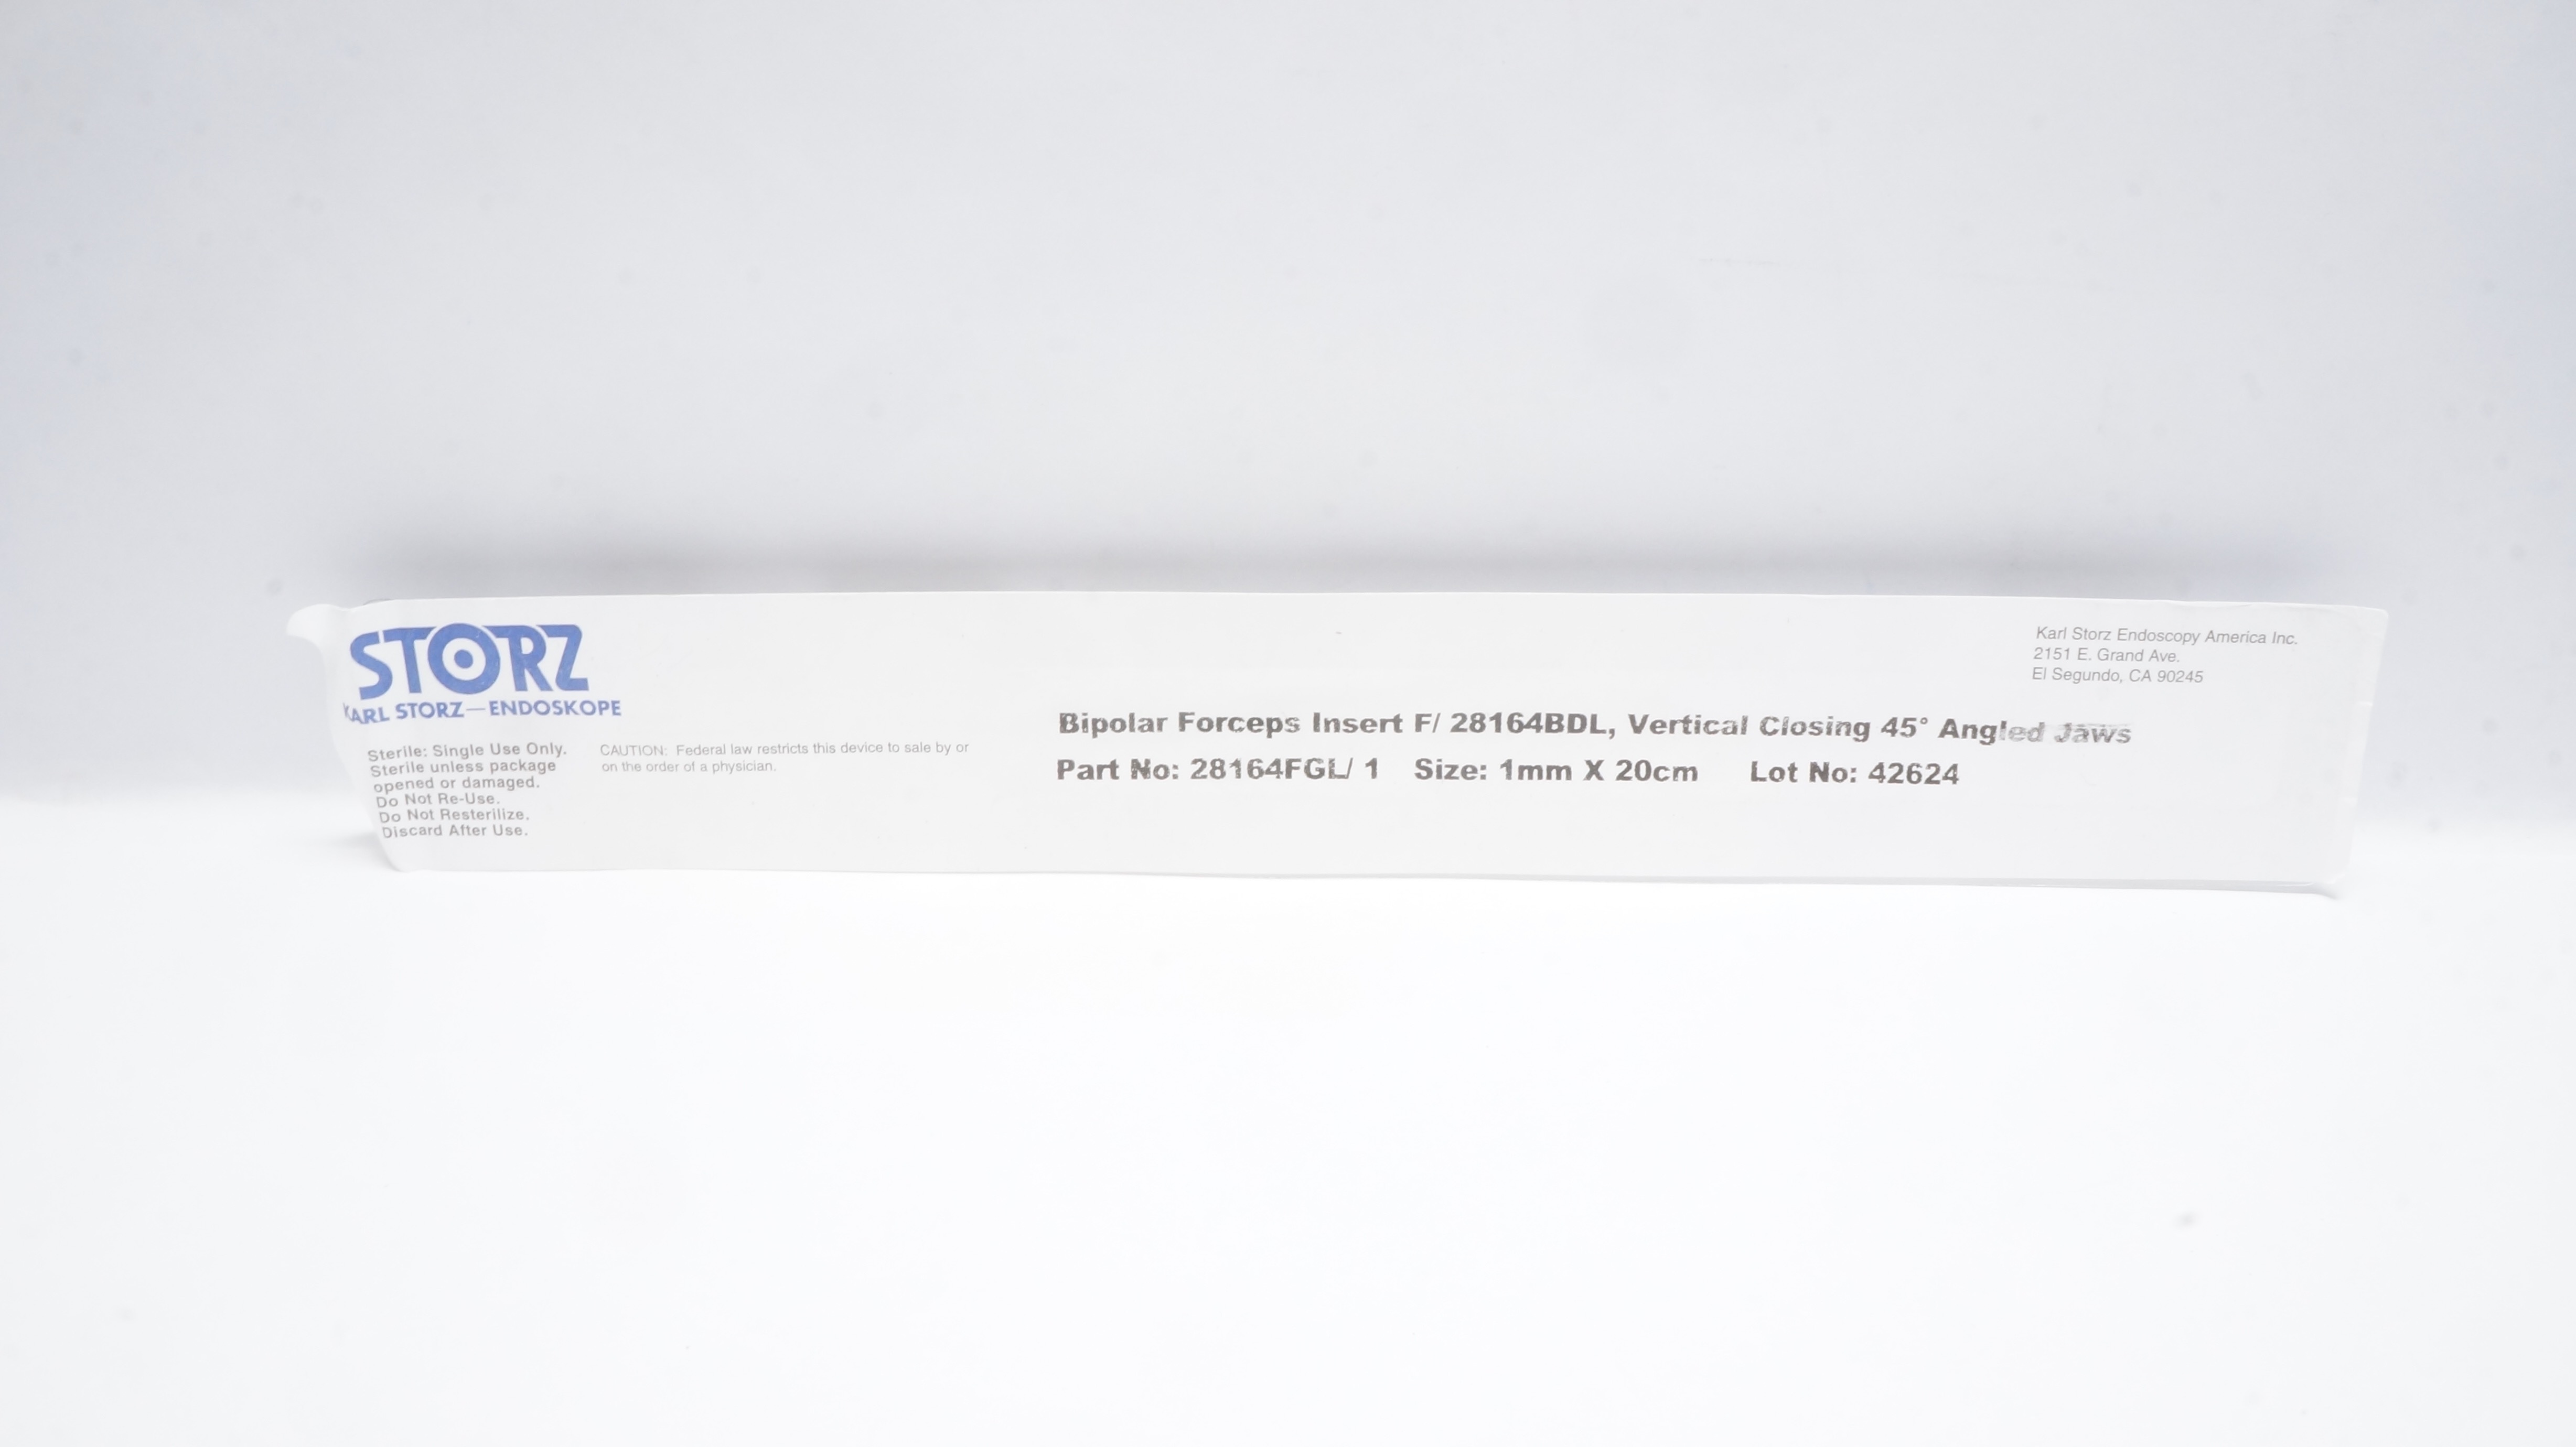 STORZ
KARL STORZ—ENDOSKOPE
Sterile: Single Use Only.
Sterile unless package
opened or damaged.
Do Not Re-Use.
Do Not Resterilize.
Discard After Use.
CAUTION: Federal law restricts this device to sale by or
on the order of a physician.
Karl Storz Endoscopy America Inc.
2151 E. Grand Ave.
El Segundo, CA 90245
Bipolar Forceps Insert F/ 28164BDL, Vertical Closing 45° Angled Jaws
Part No: 28164FGL/ 1 Size: 1mm X 20cm Lot No: 42624